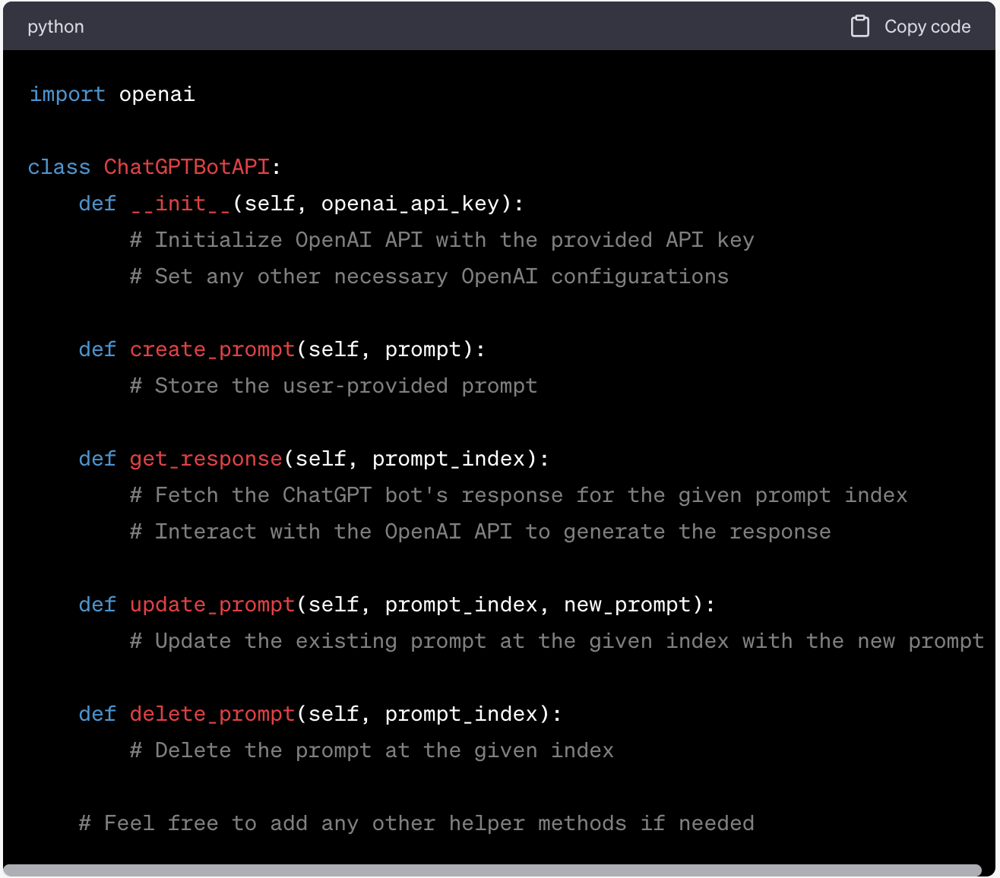 python
Copy code
import openai
class ChatGPTBotAPI:
    def __init__(self, openai_api_key):
        # Initialize OpenAI API with the provided API key
        # Set any other necessary OpenAI configurations
    def create_prompt(self, prompt):
        # Store the user-provided prompt
    def get_response(self, prompt_index):
        # Fetch the ChatGPT bot's response for the given prompt index
        # Interact with the OpenAI API to generate the response
    def update_prompt(self, prompt_index, new_prompt):
        # Update the existing prompt at the given index with the new prompt
    def delete_prompt(self, prompt_index):
        # Delete the prompt at the given index
    # Feel free to add any other helper methods if needed